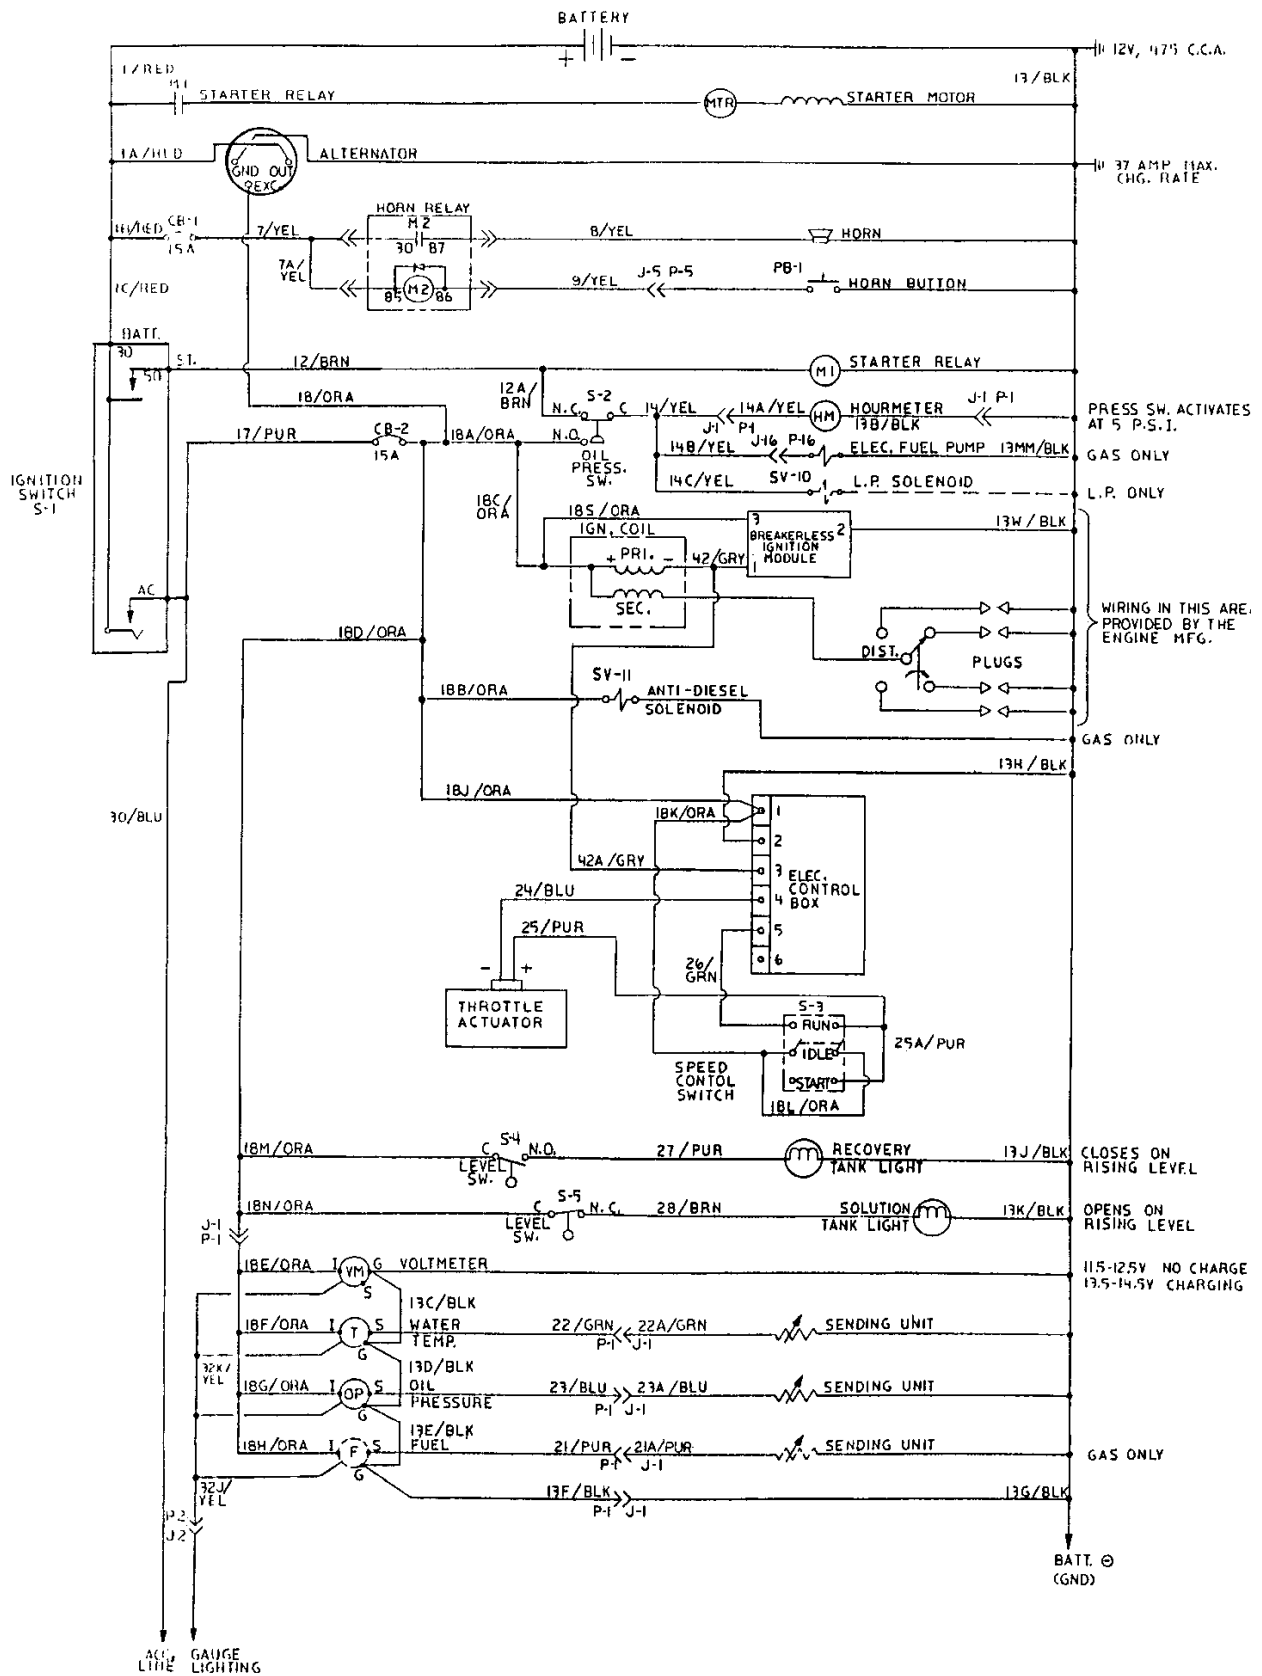 BATTERY
+ -
12V, 475 C.C.A.
1/RED
13/BLK
M1
STARTER RELAY
MTR
STARTER MOTOR
1A/RED
ALTERNATOR
GND OUT
EXC.
37 AMP MAX.
CHG. RATE
HORN RELAY
1B/RED
CB-1
15A
7/YEL
M2
30 87
8/YEL
HORN
7A/
YEL
85 M2 86
9/YEL
J-5 P-5
PB-1
HORN BUTTON
1C/RED
BATT.
30
ST.
50
12/BRN
M1
STARTER RELAY
12A/
BRN
18/ORA
S-2
N.C. C
14/YEL
14A/YEL
J-1 P-1
HM
HOURMETER
13B/BLK
J-1 P-1
PRESS SW. ACTIVATES
AT 5 P.S.I.
17/PUR
CB-2
15A
18A/ORA
N.O.
OIL
PRESS.
SW.
14B/YEL
J-16 P-16
ELEC. FUEL PUMP
13MM/BLK
GAS ONLY
IGNITION
SWITCH
S-1
14C/YEL
SV-10
L.P. SOLENOID
L.P. ONLY
18C/
ORA
18S/ORA
IGN. COIL
+ PRI. -
42/GRY
3
2
1
BREAKERLESS
IGNITION
MODULE
13W/BLK
SEC.
AC
WIRING IN THIS ARE
PROVIDED BY THE
ENGINE MFG.
18D/ORA
DIST.
PLUGS
18B/ORA
SV-11
ANTI-DIESEL
SOLENOID
GAS ONLY
13H/BLK
18J/ORA
18K/ORA
30/BLU
1
2
3
4
5
6
ELEC.
CONTROL
BOX
42A/GRY
24/BLU
25/PUR
26/
GRN
- +
THROTTLE
ACTUATOR
S-3
RUN
IDLE
START
25A/PUR
SPEED
CONTOL
SWITCH
18L/ORA
18M/ORA
C S-4 N.O.
LEVEL
SW.
27/PUR
RECOVERY
TANK LIGHT
13J/BLK
CLOSES ON
RISING LEVEL
18N/ORA
C S-5 N.C.
LEVEL
SW.
28/BRN
SOLUTION
TANK LIGHT
13K/BLK
OPENS ON
RISING LEVEL
J-1
P-1
18E/ORA
I VM G
S
VOLTMETER
11.5-12.5V NO CHARGE
13.5-14.5V CHARGING
13C/BLK
18F/ORA
I T S
G
WATER
TEMP.
22/GRN
22A/GRN
P-1 J-1
SENDING UNIT
32K/
YEL
13D/BLK
18G/ORA
I OP S
G
OIL
PRESSURE
23/BLU
23A/BLU
P-1 J-1
SENDING UNIT
13E/BLK
18H/ORA
I F S
G
FUEL
21/PUR
21A/PUR
P-1 J-1
SENDING UNIT
GAS ONLY
32J/
YEL
13F/BLK
P-1 J-1
13G/BLK
P2
J2
BATT. ⊖
(GND)
ACC.
LINE
GAUGE
LIGHTING